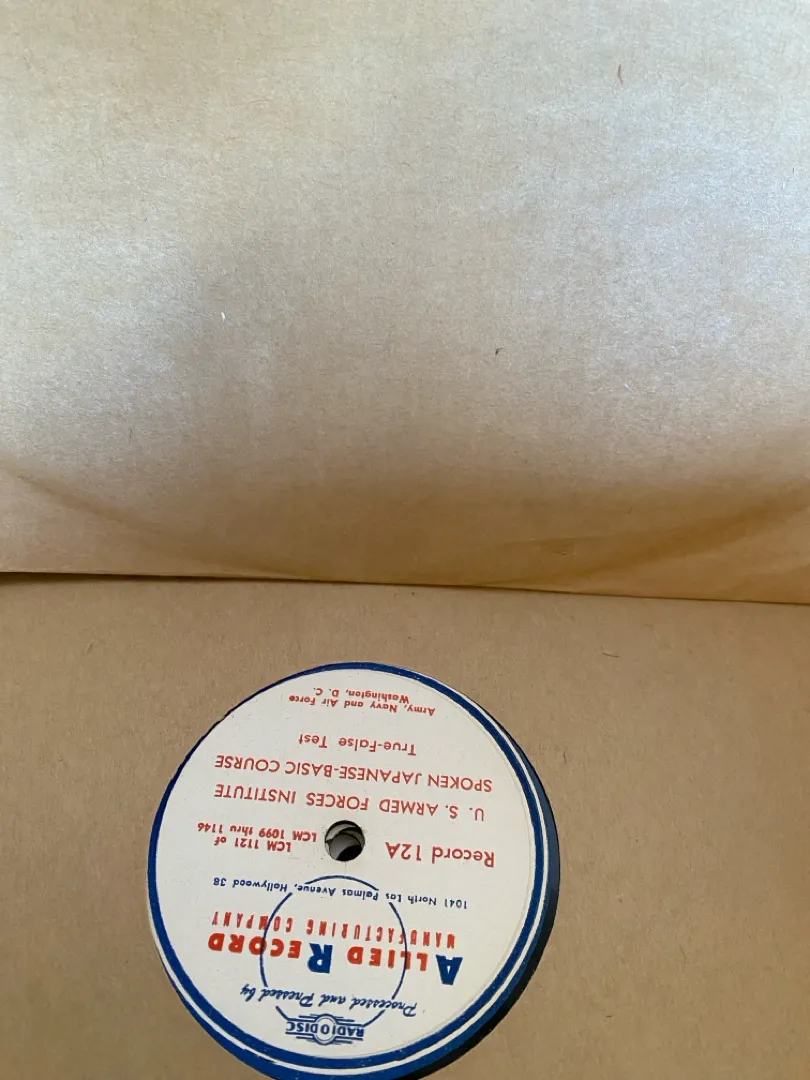 RADIO DISC
Processed and Pressed by
ALLIED RECORD
MANUFACTURING COMPANY
1041 North Las Palmas Avenue, Hollywood 38
Record 12A
LCM 1121 of
LCM 1099 thru 1146
U. S. ARMED FORCES INSTITUTE
SPOKEN JAPANESE-BASIC COURSE
True-False Test
Army, Navy and Air Force
Washington, D. C.